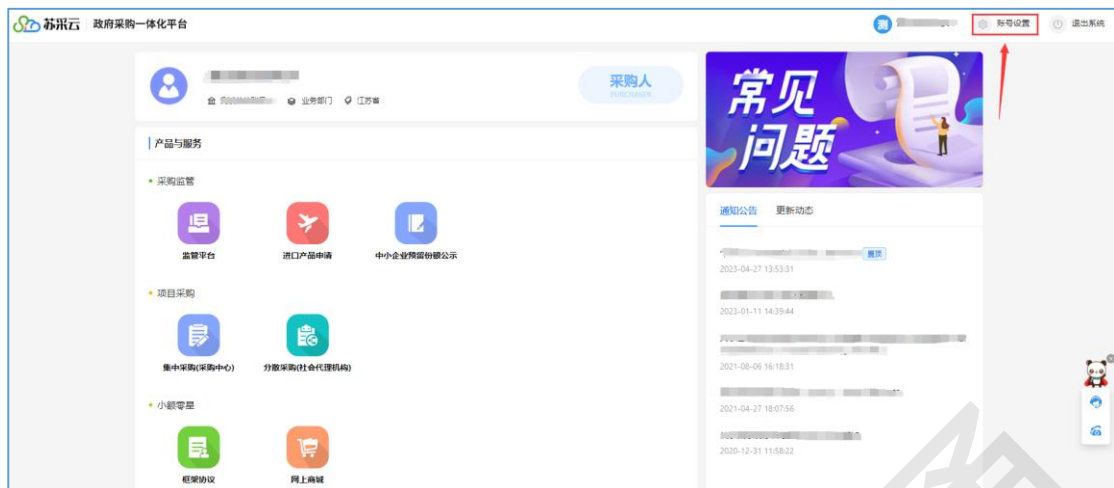 苏采云 政府采购一体化平台
测
账号设置
退出系统
采购人
PURCHASER
业务部门
江苏省
常见
问题
产品与服务
采购监管
监管平台
进口产品申请
中小企业预留份额公示
项目采购
集中采购(采购中心)
分散采购(社会代理机构)
小额零星
框架协议
网上商城
通知公告
更新动态
置顶
2023-04-27 13:53:31
2023-01-11 14:39:44
2021-08-06 16:18:31
2021-04-27 18:07:56
2020-12-31 11:58:22